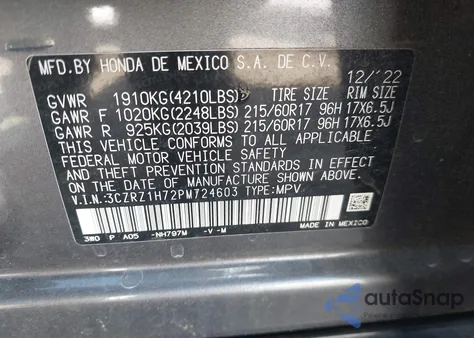 MFD.BY HONDA DE MEXICO S.A. DE C.V.
12/'22
GVWR 1910KG(4210LBS) TIRE SIZE RIM SIZE
GAWR F 1020KG(2248LBS) 215/60R17 96H 17X6.5J
GAWR R 925KG(2039LBS) 215/60R17 96H 17X6.5J
THIS VEHICLE CONFORMS TO ALL APPLICABLE
FEDERAL MOTOR VEHICLE SAFETY
AND THEFT PREVENTION STANDARDS IN EFFECT
ON THE DATE OF MANUFACTURE SHOWN ABOVE.
V.I.N.:3CZRZ1H72PM724603 TYPE:MPV
3W0 P A05 -NH797M -V-M
MADE IN MEXICO
autoSnap